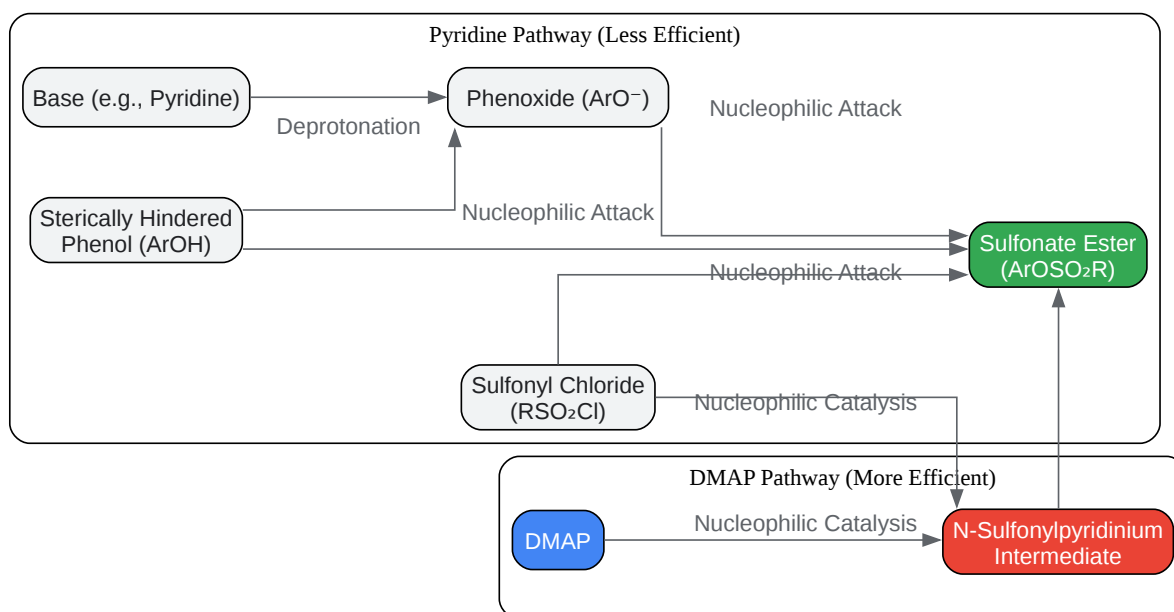 Pyridine Pathway (Less Efficient)
Base (e.g., Pyridine)
Deprotonation
Phenoxide (ArO⁻)
Nucleophilic Attack
Sterically Hindered
Phenol (ArOH)
Nucleophilic Attack
Sulfonate Ester
(ArOSO₂R)
Nucleophilic Attack
Sulfonyl Chloride
(RSO₂Cl)
Nucleophilic Catalysis
DMAP Pathway (More Efficient)
DMAP
Nucleophilic Catalysis
N-Sulfonylpyridinium
Intermediate